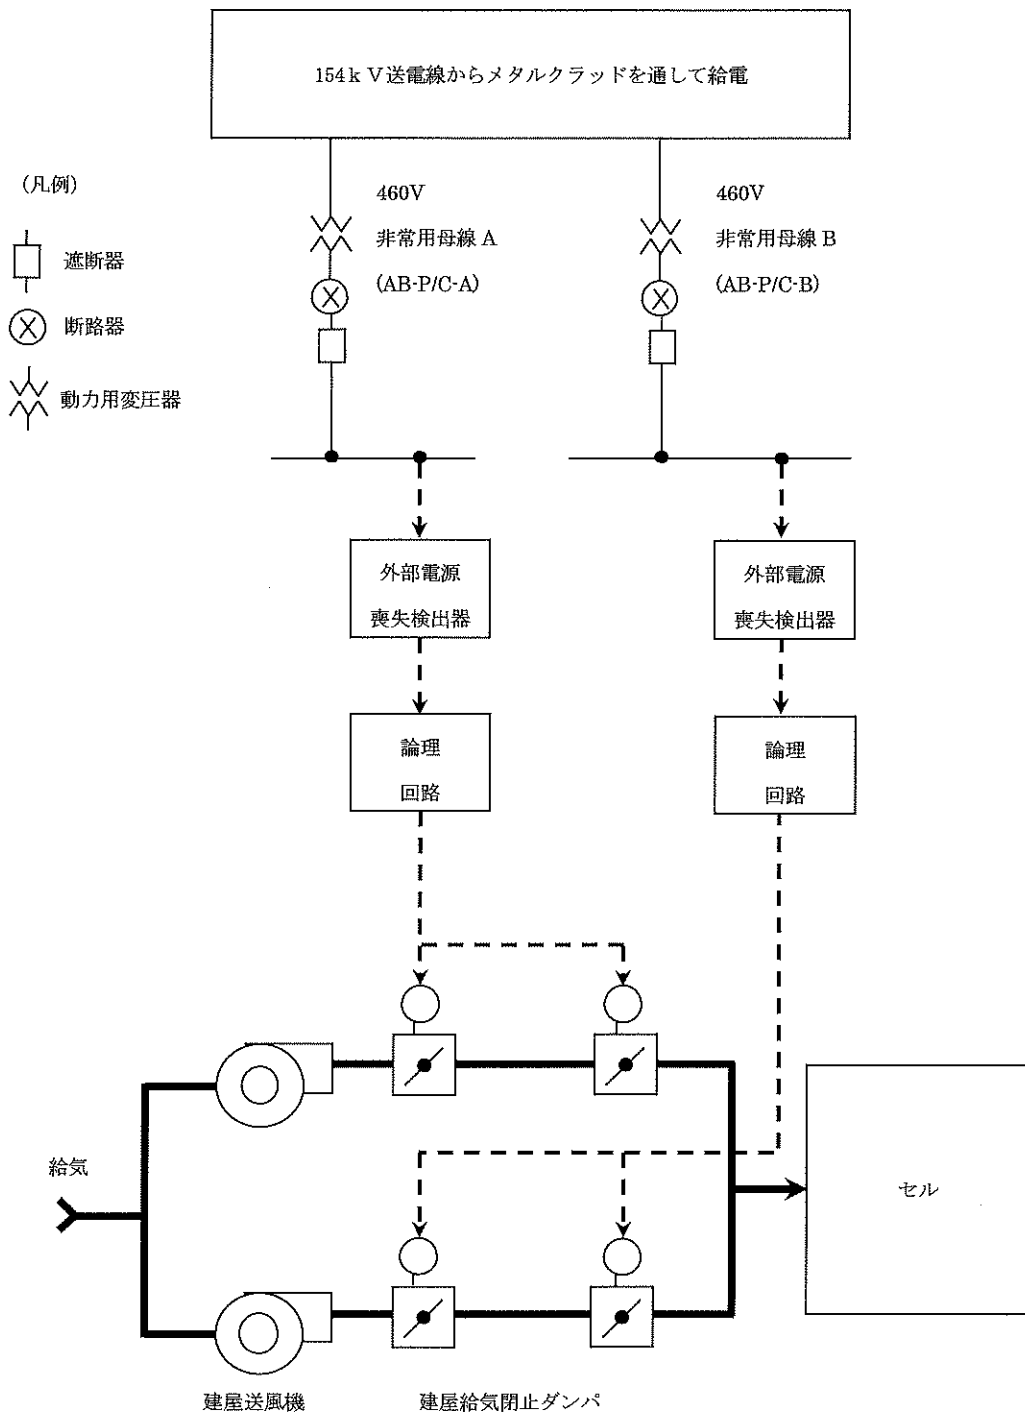 154kV送電線からメタルクラッドを通して給電
(凡例)
遮断器
断路器
動力用変圧器
460V
非常用母線 A
(AB-P/C-A)
460V
非常用母線 B
(AB-P/C-B)
外部電源
喪失検出器
外部電源
喪失検出器
論理
回路
論理
回路
給気
セル
建屋送風機
建屋給気閉止ダンパ